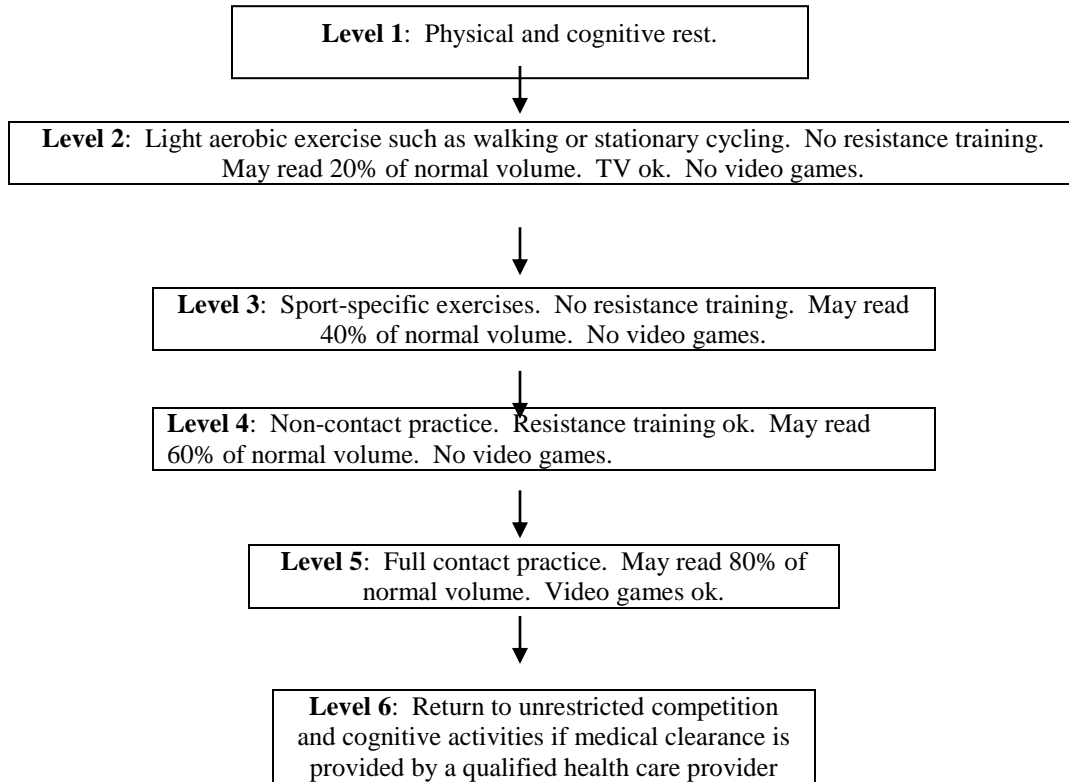 Level 1:  Physical and cognitive rest.
Level 2:  Light aerobic exercise such as walking or stationary cycling.  No resistance training.
May read 20% of normal volume.  TV ok.  No video games.
Level 3:  Sport-specific exercises.  No resistance training.  May read
40% of normal volume.  No video games.
Level 4:  Non-contact practice.  Resistance training ok.  May read
60% of normal volume.  No video games.
Level 5:  Full contact practice.  May read 80% of
normal volume.  Video games ok.
Level 6:  Return to unrestricted competition
and cognitive activities if medical clearance is
provided by a qualified health care provider